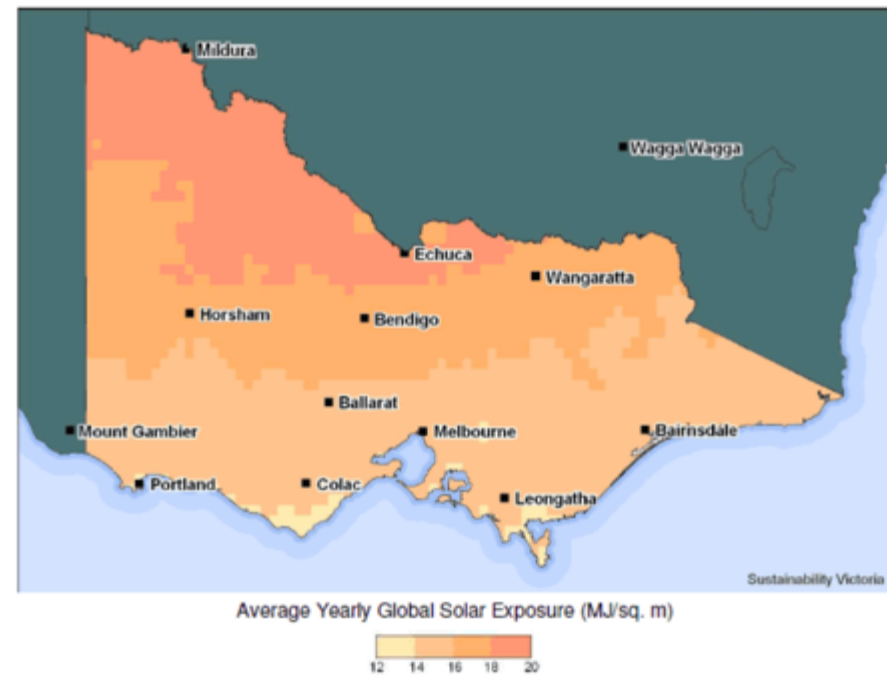 Mildura
Wagga Wagga
Echuca
Wangaratta
Horsham
Bendigo
Ballarat
Mount Gambier
Melbourne
Bairnsdale
Portland
Colac
Leongatha
Sustainability Victoria
Average Yearly Global Solar Exposure (MJ/sq. m)
12 14 16 18 20